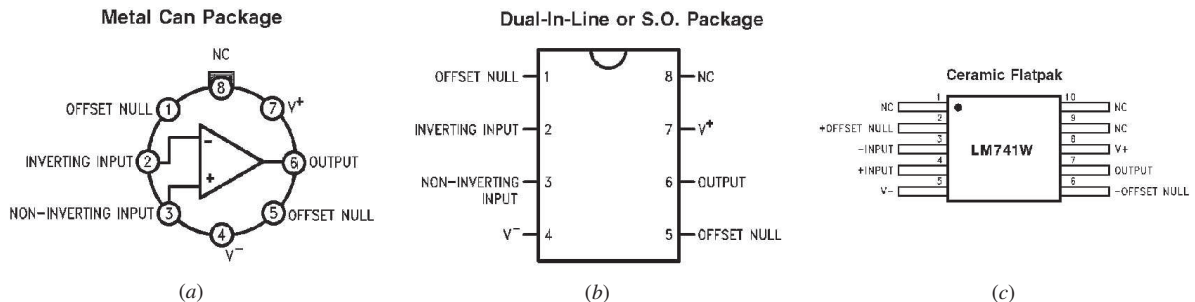 Metal Can Package
NC
8
OFFSET NULL 1
7 V+
INVERTING INPUT 2
-
6 OUTPUT
+
NON-INVERTING INPUT 3
5 OFFSET NULL
4
V−
(a)
Dual-In-Line or S.O. Package
OFFSET NULL 1
8 NC
INVERTING INPUT 2
7 V+
NON-INVERTING
INPUT
3
6 OUTPUT
V− 4
5 OFFSET NULL
(b)
Ceramic Flatpak
NC 1
10 NC
+OFFSET NULL 2
9 NC
-INPUT 3
8 V+
LM741W
+INPUT 4
7 OUTPUT
V- 5
6 -OFFSET NULL
(c)